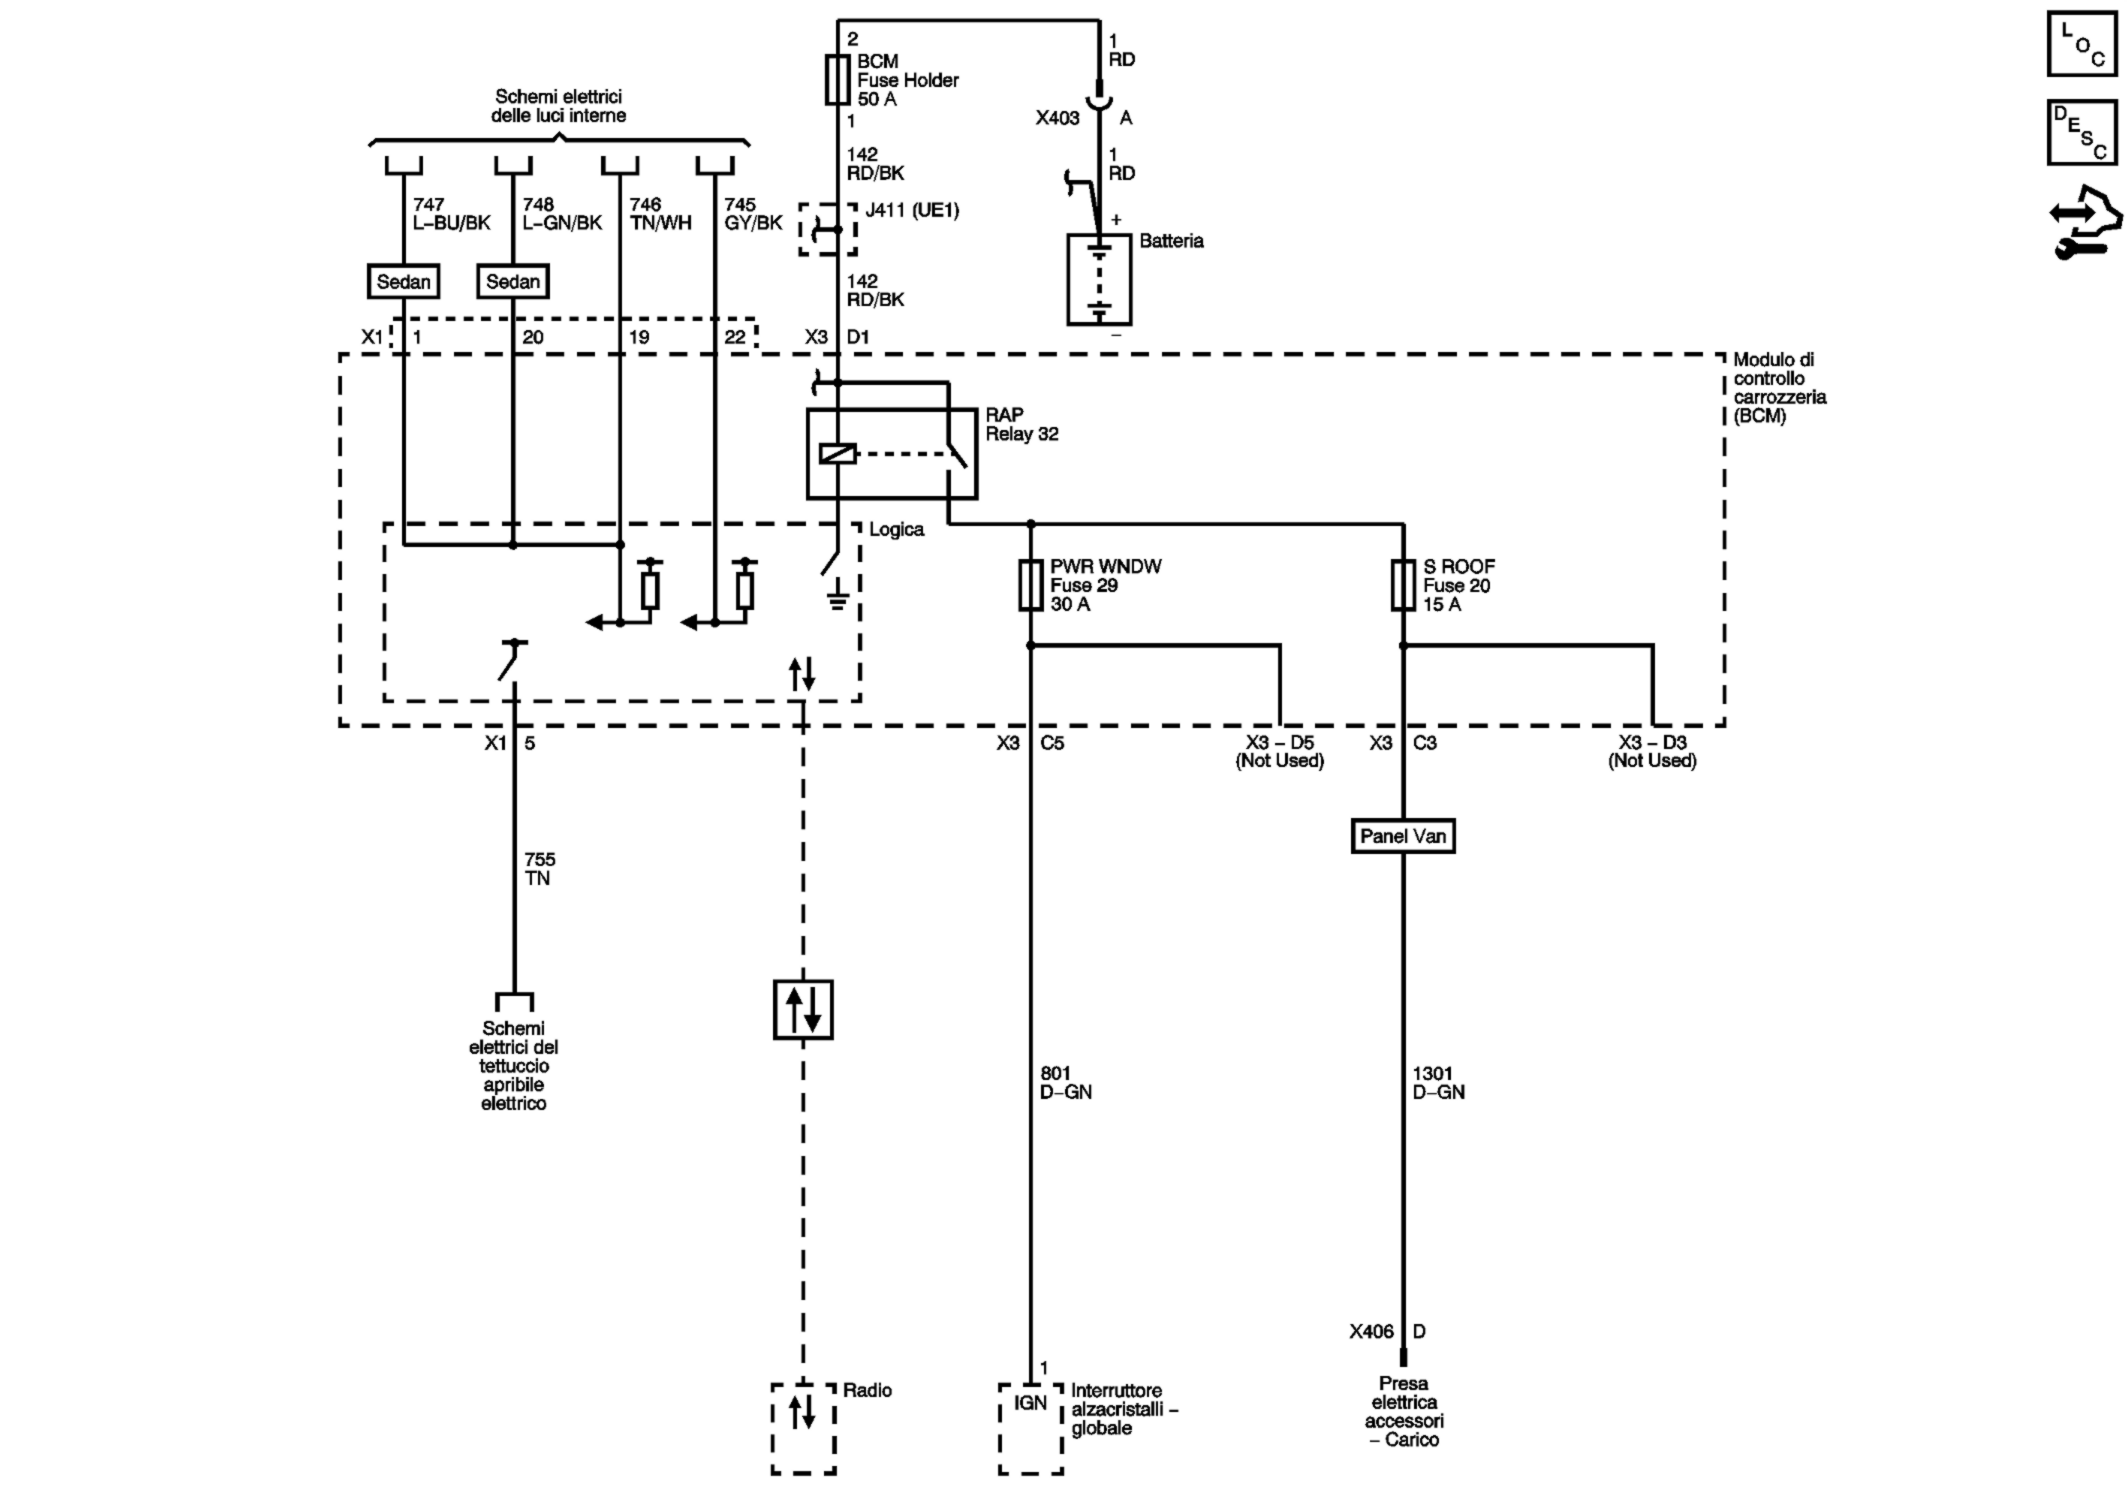 L
O
C
D
E
S
C
2
BCM
Fuse Holder
50 A
1
1
RD
X403 A
1
RD
Schemi elettrici
delle luci interne
142
RD/BK
747
L–BU/BK
748
L–GN/BK
746
TN/WH
745
GY/BK
J411 (UE1)
+
Batteria
–
Sedan
Sedan
142
RD/BK
X1 1 20 19 22
X3 D1
Modulo di
controllo
carrozzeria
(BCM)
RAP
Relay 32
Logica
PWR WNDW
Fuse 29
30 A
S ROOF
Fuse 20
15 A
X1 5
X3 C5
X3 – D5
(Not Used)
X3 C3
X3 – D3
(Not Used)
Panel Van
755
TN
Schemi
elettrici del
tettuccio
apribile
elettrico
801
D–GN
1301
D–GN
X406 D
1
Radio
IGN
Interruttore
alzacristalli –
globale
Presa
elettrica
accessori
– Carico